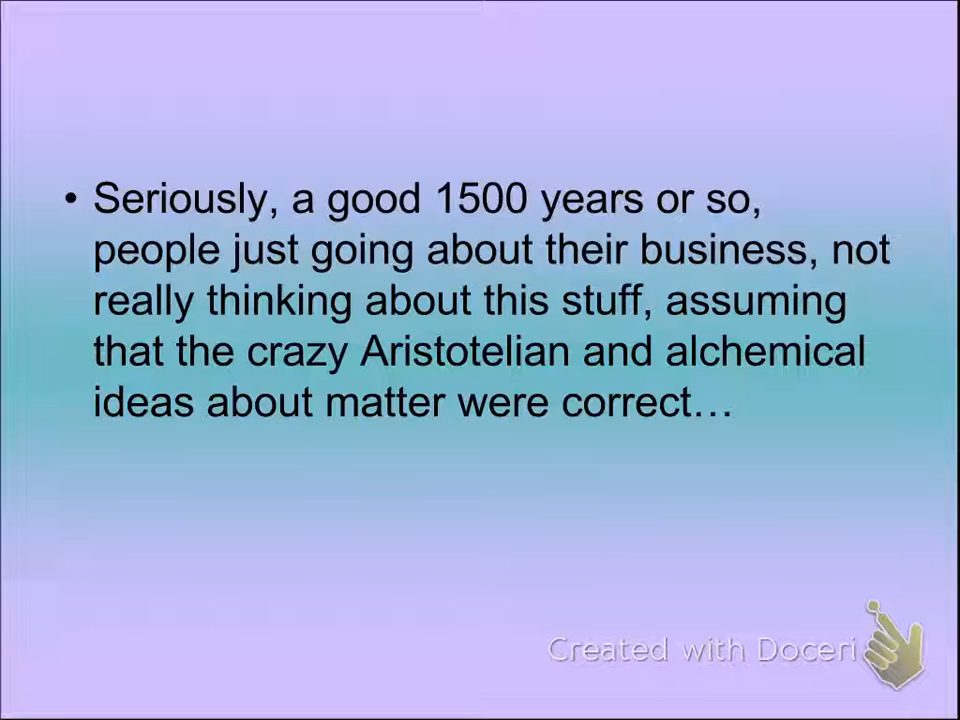 • Seriously, a good 1500 years or so,
people just going about their business, not
really thinking about this stuff, assuming
that the crazy Aristotelian and alchemical
ideas about matter were correct…
Created with Doceri